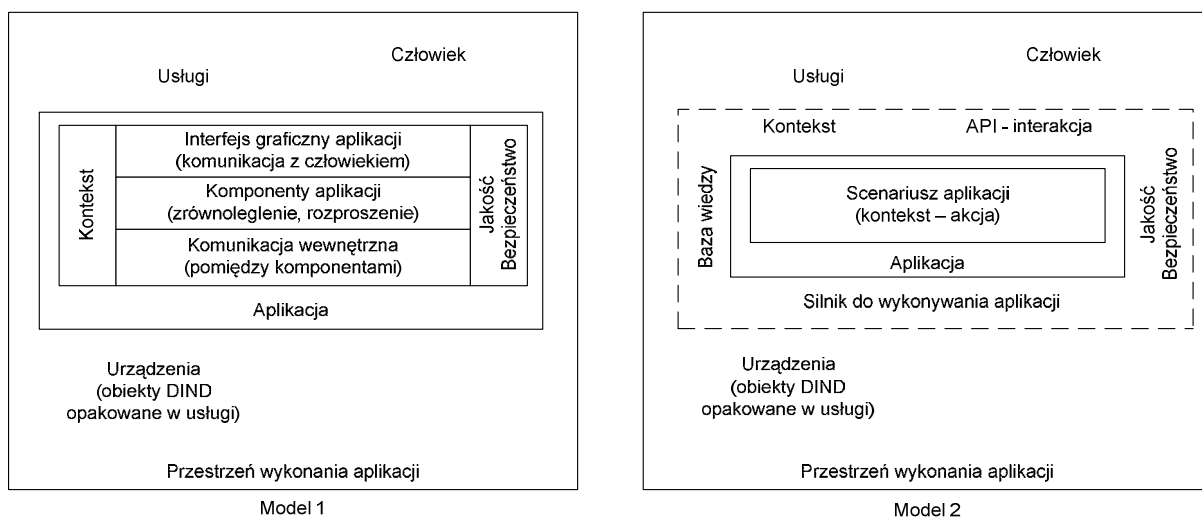 Człowiek
Usługi
Kontekst
Interfejs graficzny aplikacji
(komunikacja z człowiekiem)
Komponenty aplikacji
(zrównoleglenie, rozproszenie)
Komunikacja wewnętrzna
(pomiędzy komponentami)
Jakość
Bezpieczeństwo
Aplikacja
Urządzenia
(obiekty DIND
opakowane w usługi)
Przestrzeń wykonania aplikacji
Model 1
Człowiek
Usługi
Kontekst
API - interakcja
Baza wiedzy
Scenariusz aplikacji
(kontekst – akcja)
Aplikacja
Jakość
Bezpieczeństwo
Silnik do wykonywania aplikacji
Urządzenia
(obiekty DIND
opakowane w usługi)
Przestrzeń wykonania aplikacji
Model 2